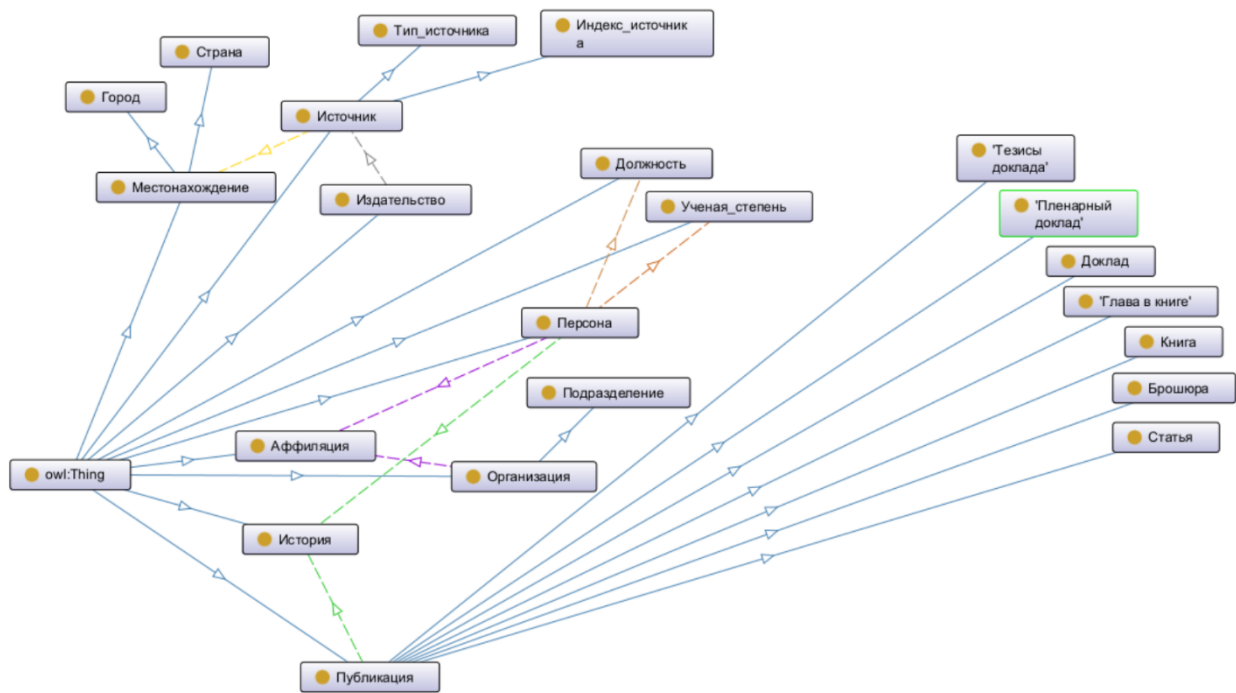 Тип_источника
Индекс_источник
а
Страна
Город
Источник
Должность
'Тезисы
доклада'
Местонахождение
Издательство
Ученая_степень
'Пленарный
доклад'
Доклад
'Глава в книге'
Персона
Книга
Подразделение
Брошюра
Аффиляция
Статья
owl:Thing
Организация
История
Публикация